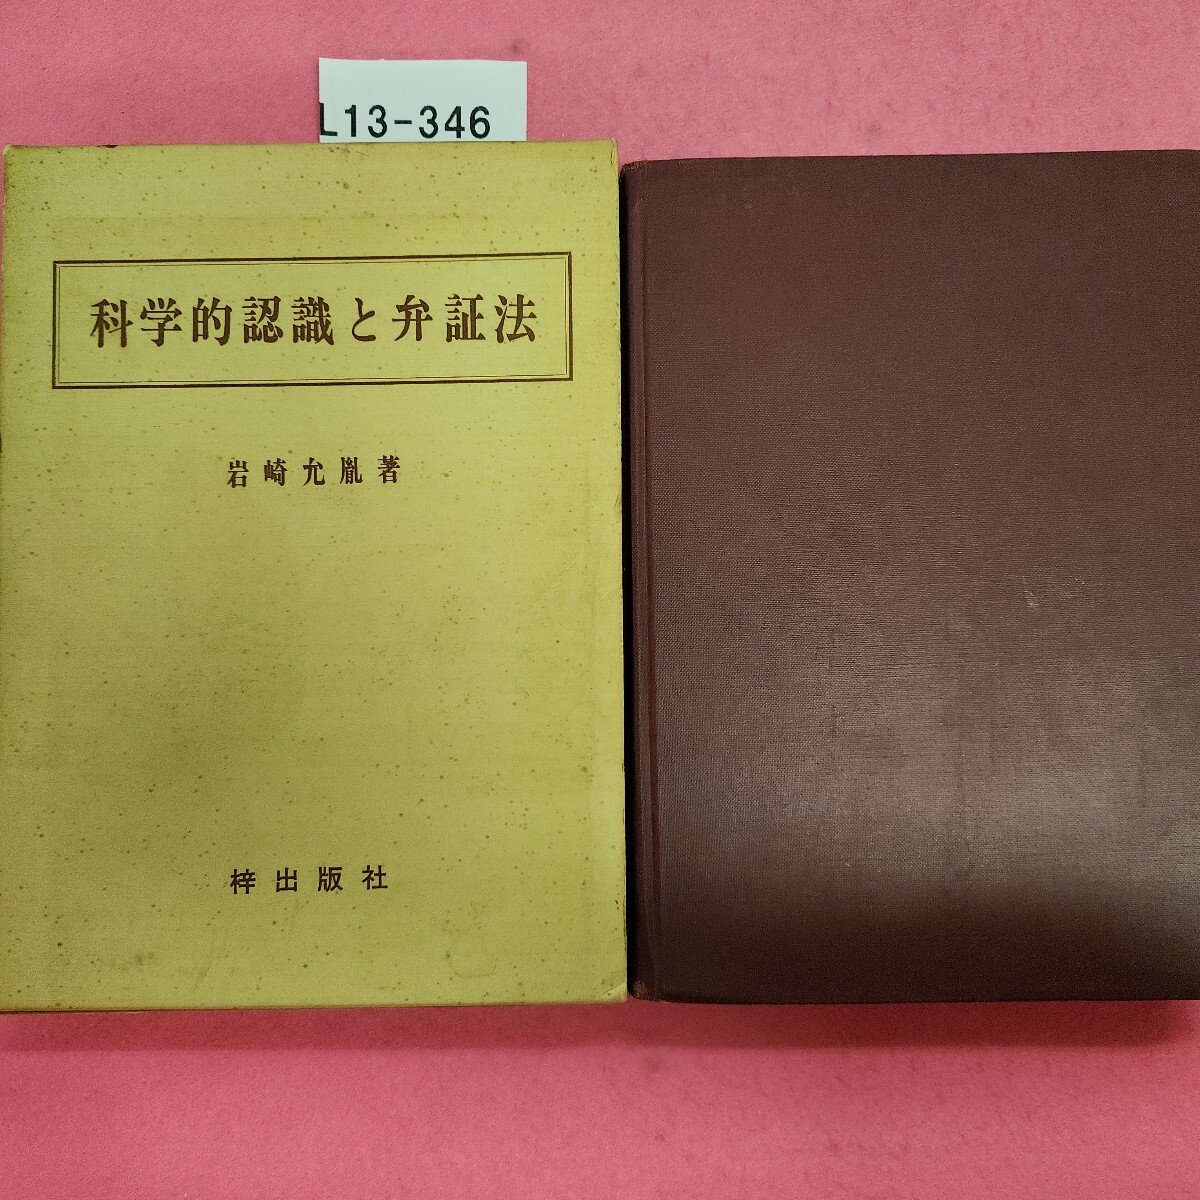 L13-346
科学的認識と弁証法
岩崎允胤著
梓出版社